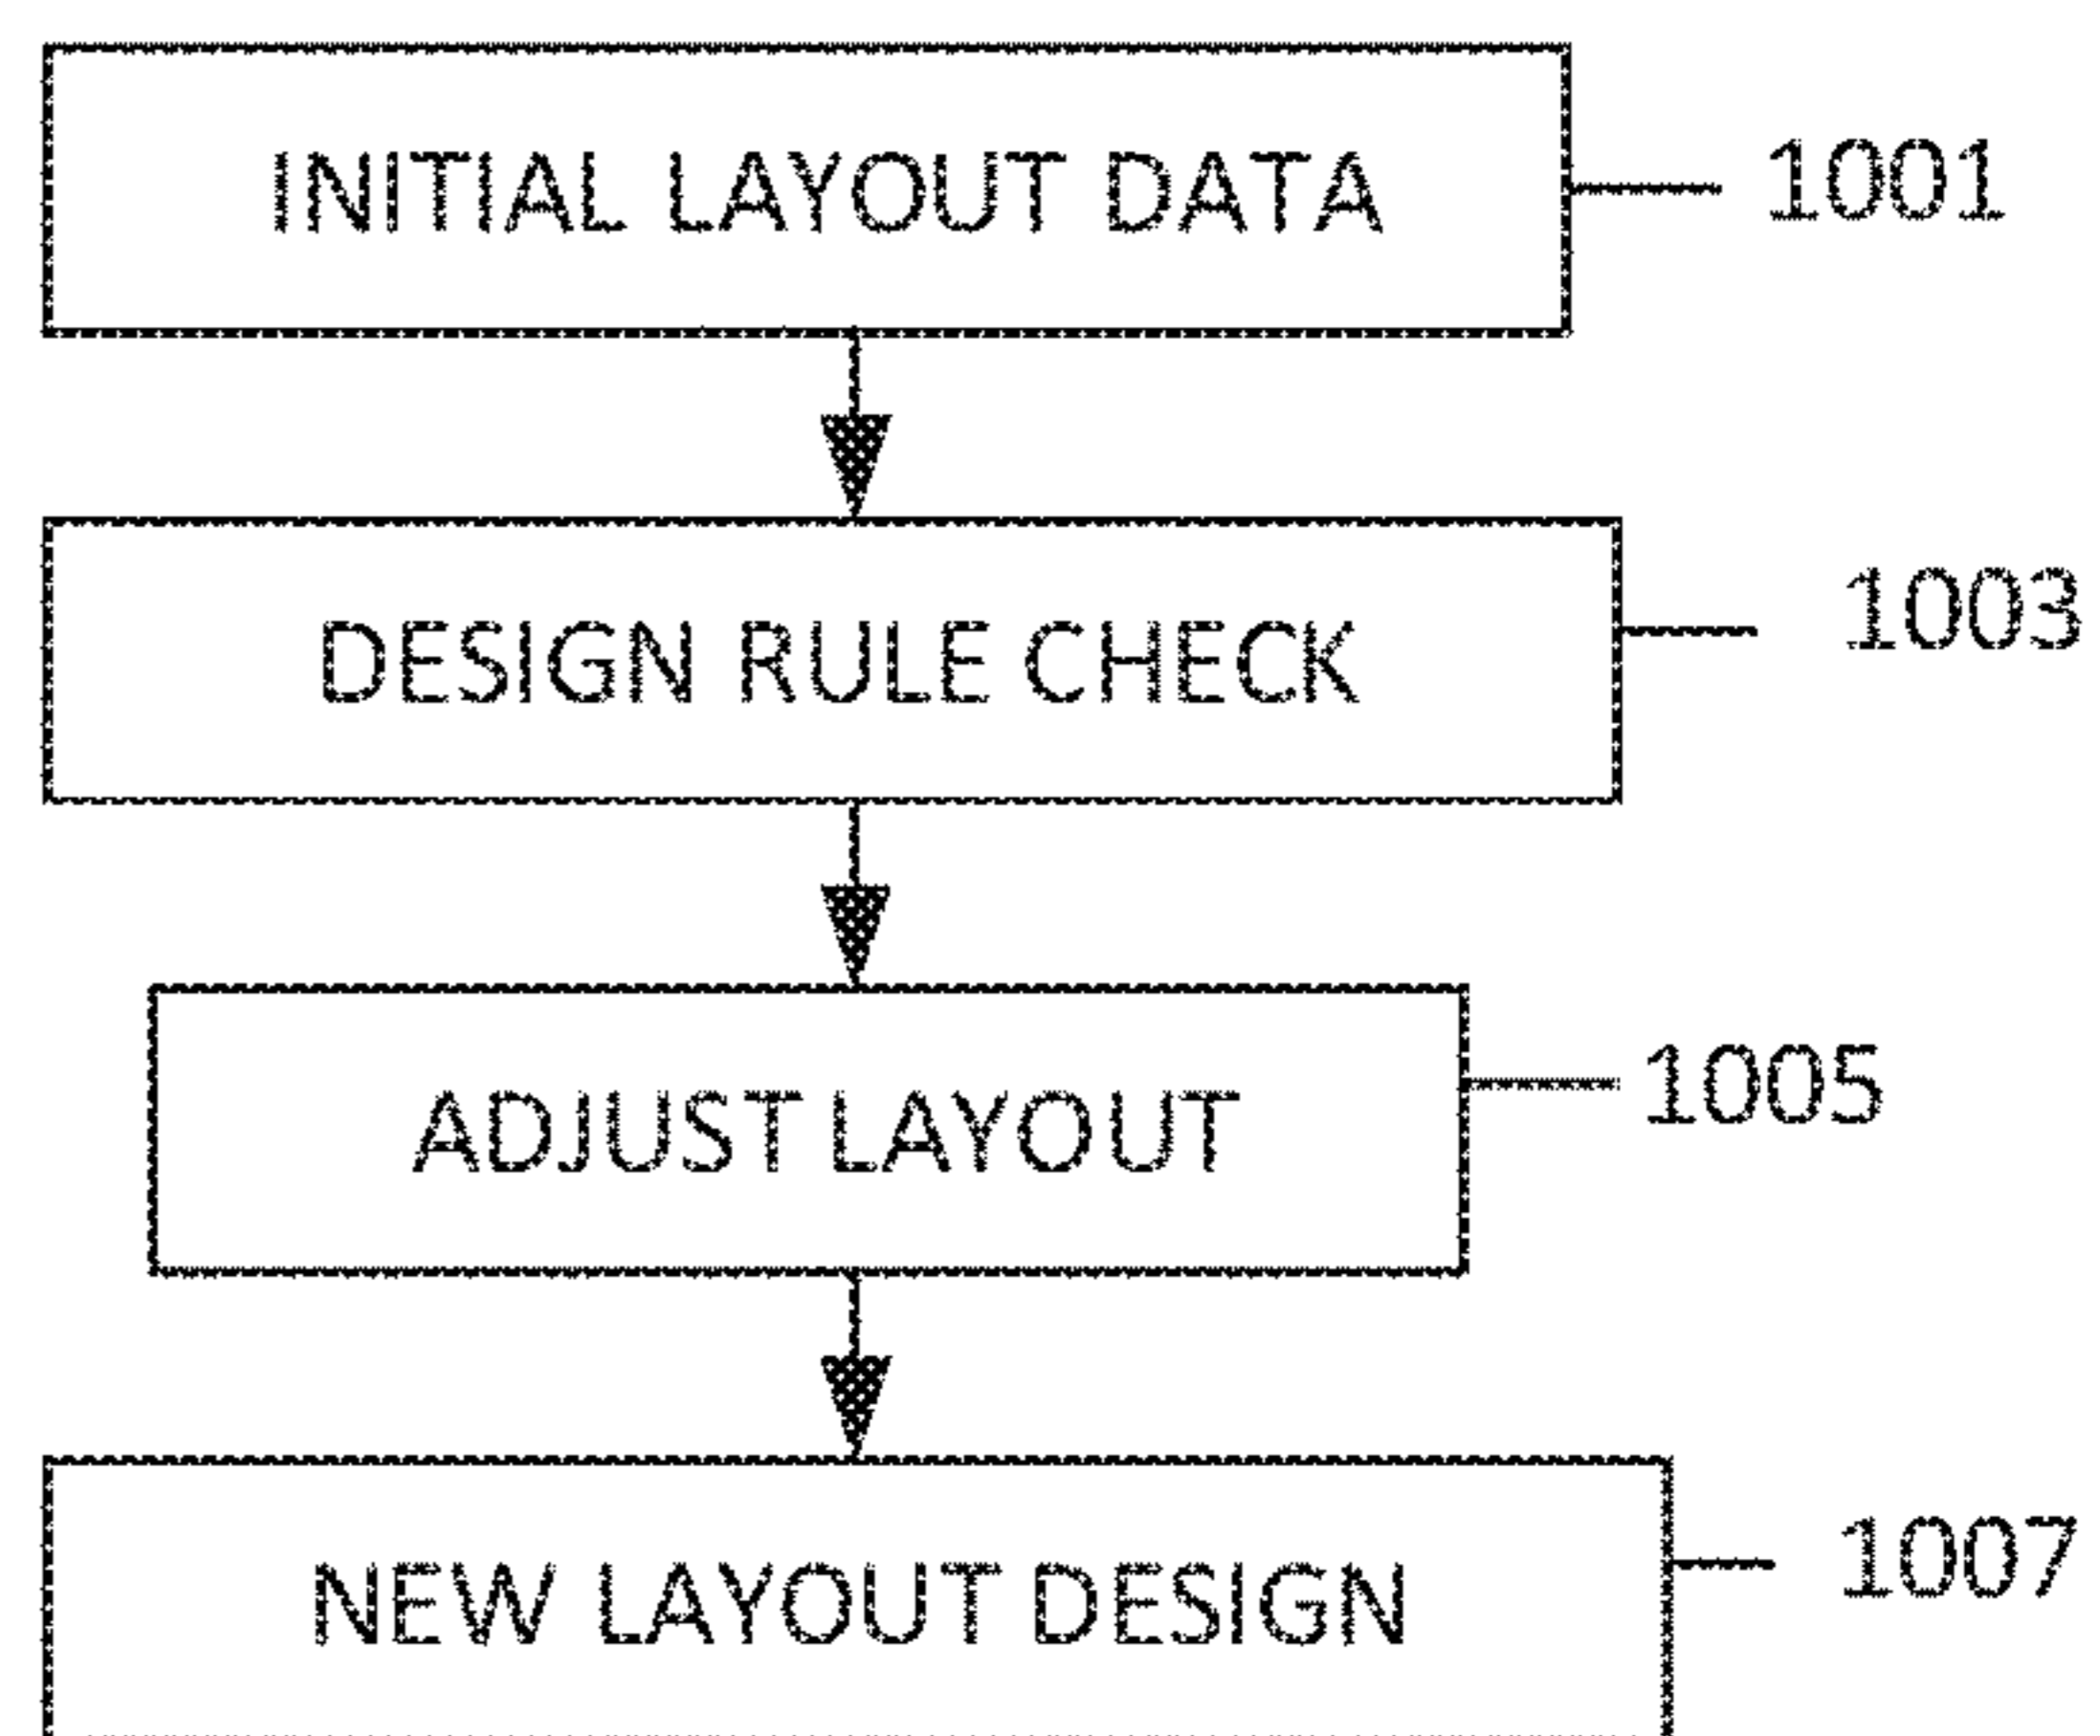 INITIAL LAYOUT DATA
1001
DESIGN RULE CHECK
1003
ADJUST LAYOUT
1005
NEW LAYOUT DESIGN
1007